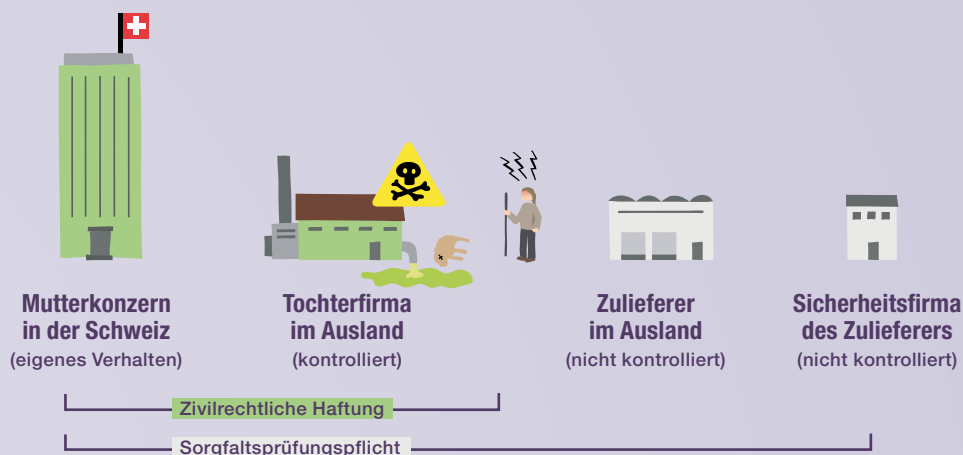 Mutterkonzern
in der Schweiz
(eigenes Verhalten)
Tochterfirma
im Ausland
(kontrolliert)
Zulieferer
im Ausland
(nicht kontrolliert)
Sicherheitsfirma
des Zulieferers
(nicht kontrolliert)
Zivilrechtliche Haftung
Sorgfaltsprüfungspflicht